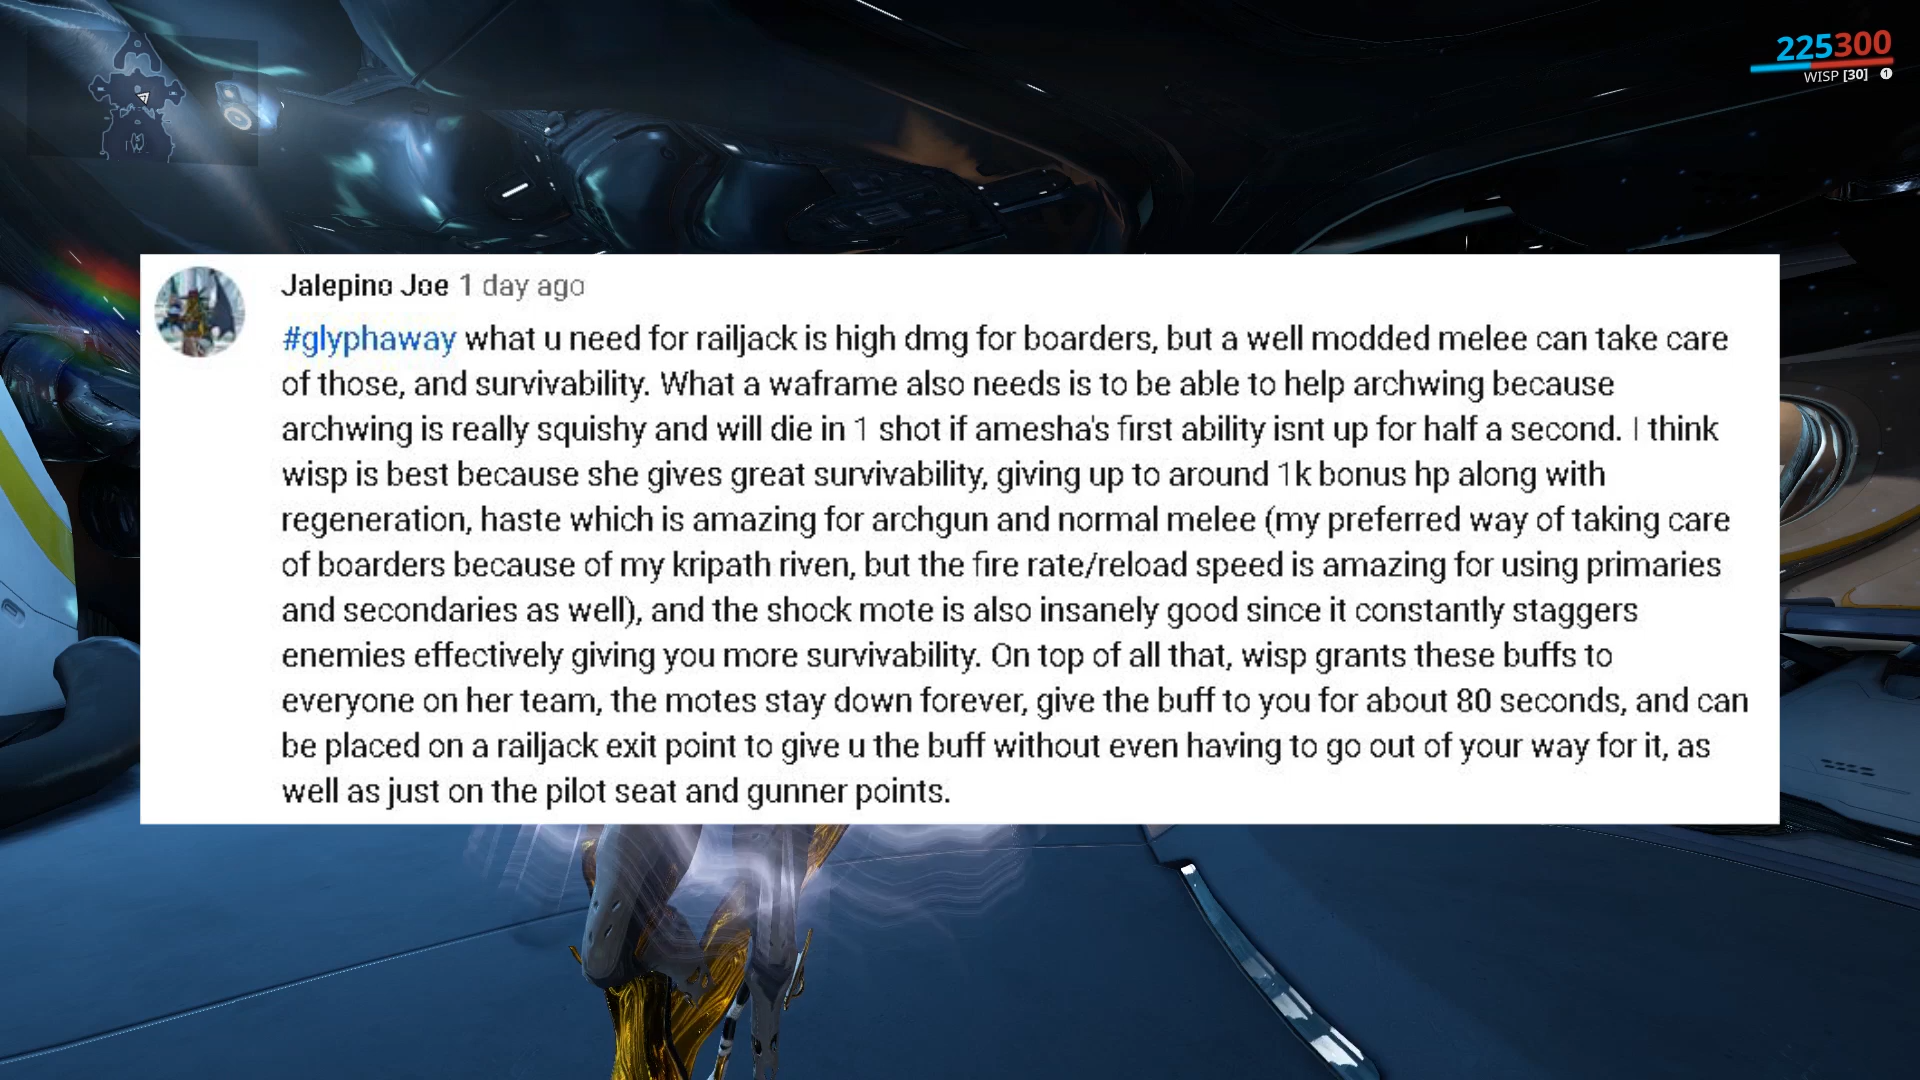 225300
WISP [30] 1
Jalepino Joe 1 day ago
#glyphaway what u need for railjack is high dmg for boarders, but a well modded melee can take care
of those, and survivability. What a waframe also needs is to be able to help archwing because
archwing is really squishy and will die in 1 shot if amesha's first ability isnt up for half a second. I think
wisp is best because she gives great survivability, giving up to around 1k bonus hp along with
regeneration, haste which is amazing for archgun and normal melee (my preferred way of taking care
of boarders because of my kripath riven, but the fire rate/reload speed is amazing for using primaries
and secondaries as well), and the shock mote is also insanely good since it constantly staggers
enemies effectively giving you more survivability. On top of all that, wisp grants these buffs to
everyone on her team, the motes stay down forever, give the buff to you for about 80 seconds, and can
be placed on a railjack exit point to give u the buff without even having to go out of your way for it, as
well as just on the pilot seat and gunner points.